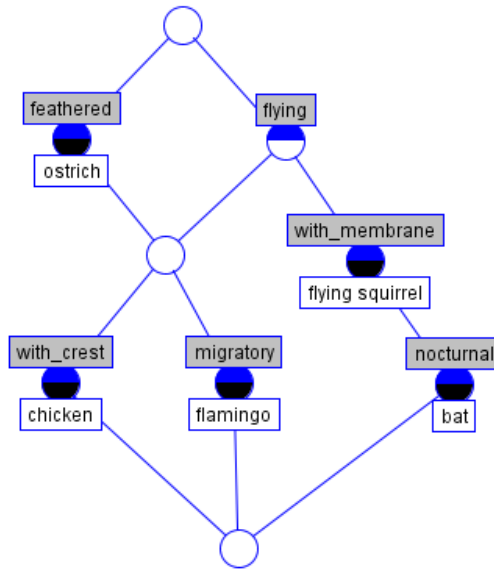 feathered
flying
ostrich
with_membrane
flying squirrel
with_crest
migratory
nocturnal
chicken
flamingo
bat